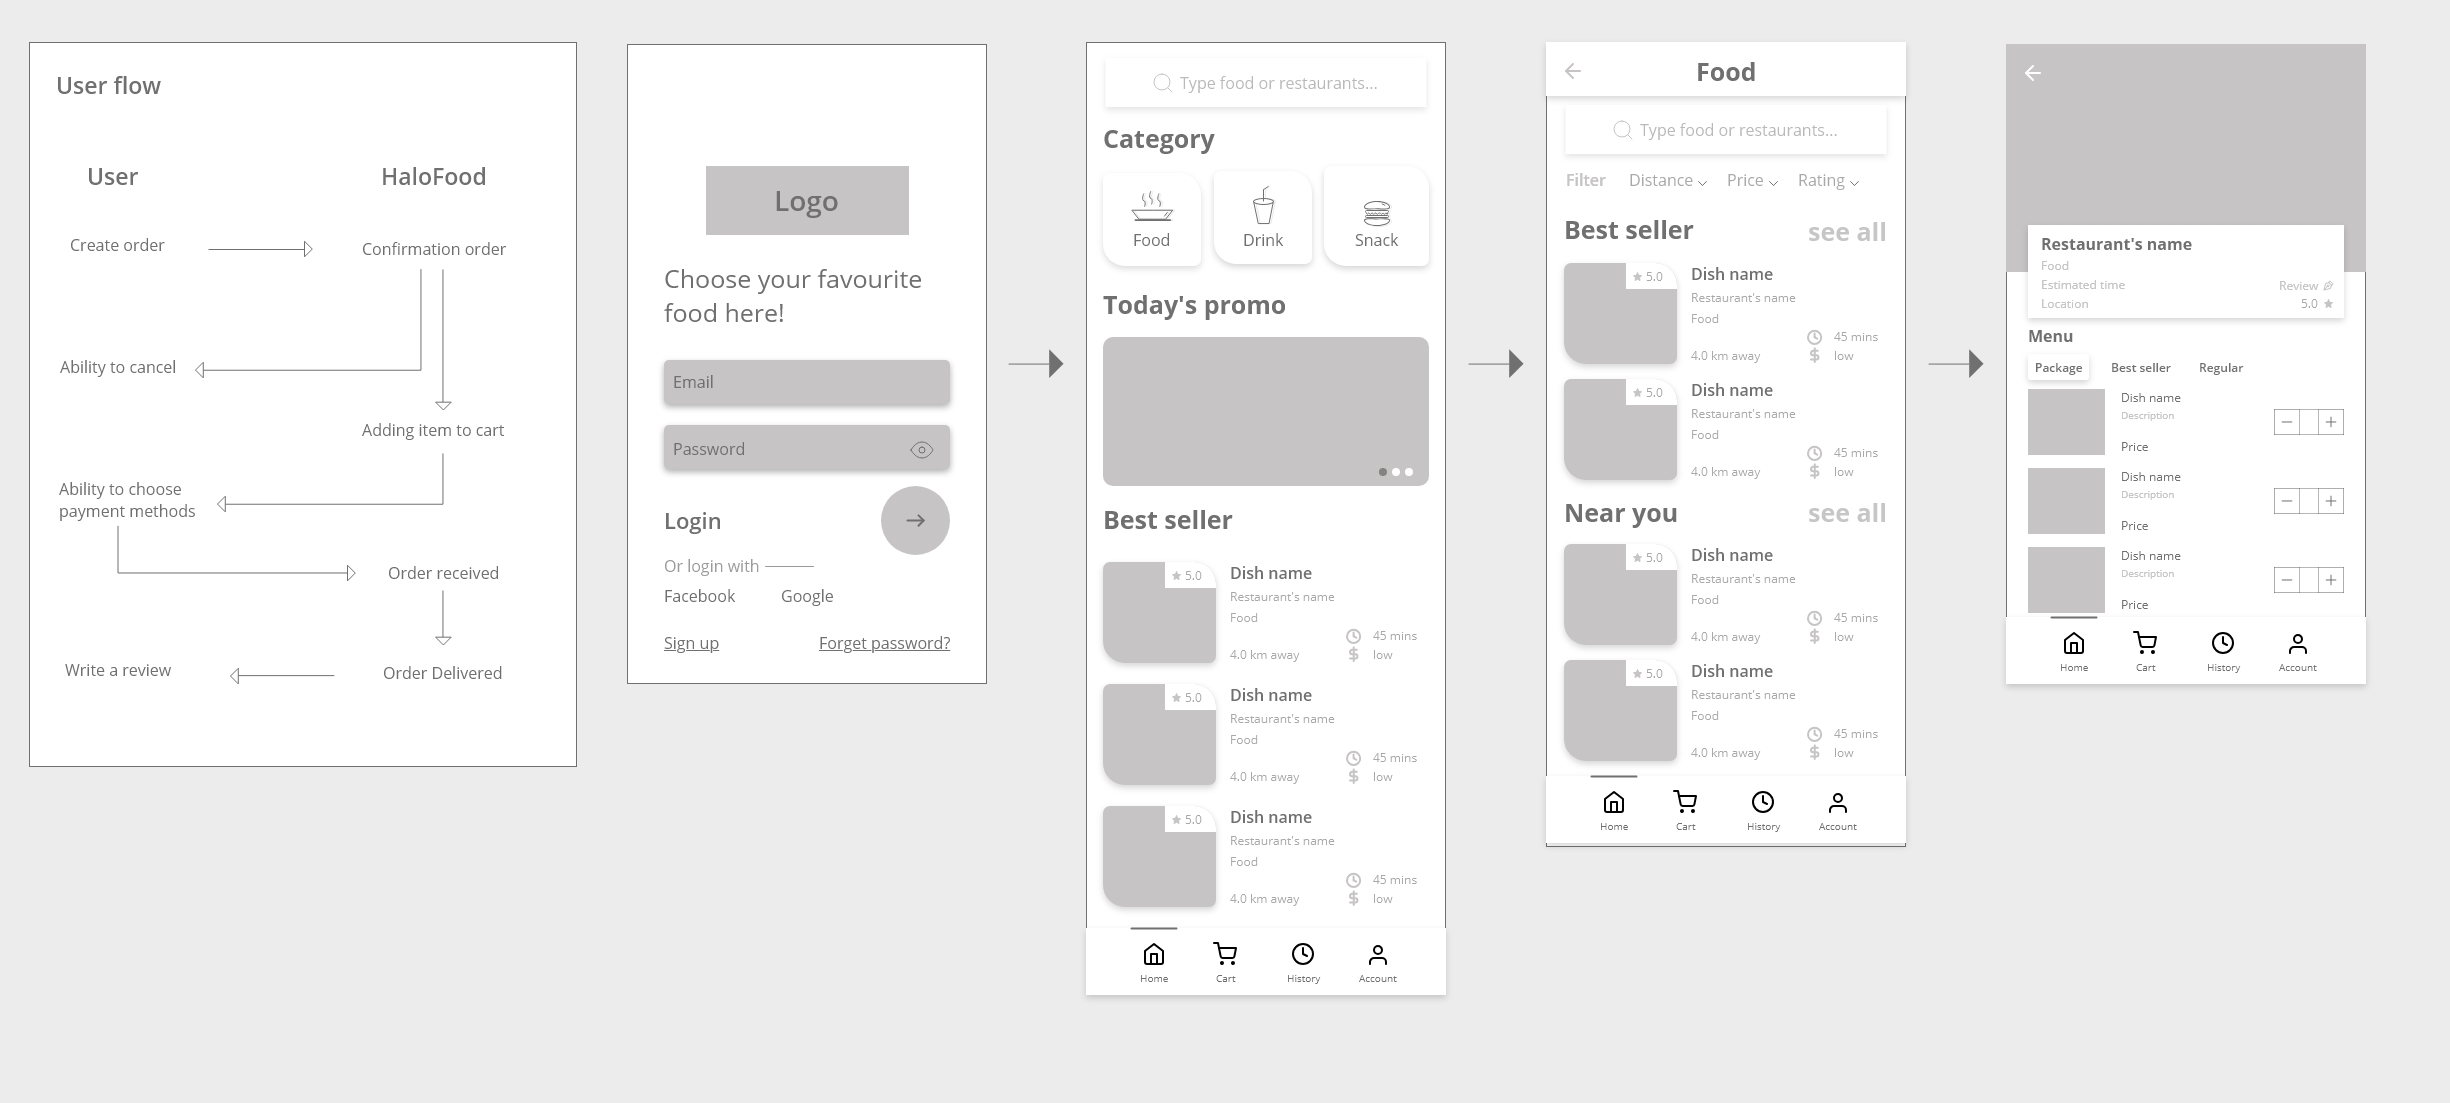 User flow
User
HaloFood
Create order
Confirmation order
Ability to cancel
Adding item to cart
Ability to choose
payment methods
Order received
Write a review
Order Delivered
Logo
Choose your favourite
food here!
Email
Password
Login
Or login with
Facebook
Google
Sign up
Forget password?
Type food or restaurants...
Category
Food
Drink
Snack
Today's promo
Best seller
5.0
Dish name
Restaurant's name
Food
45 mins
4.0 km away
low
5.0
Dish name
Restaurant's name
Food
45 mins
4.0 km away
low
5.0
Dish name
Restaurant's name
Food
45 mins
4.0 km away
low
Home
Cart
History
Account
Food
Type food or restaurants...
Filter
Distance
Price
Rating
Best seller
see all
5.0
Dish name
Restaurant's name
Food
45 mins
4.0 km away
low
5.0
Dish name
Restaurant's name
Food
45 mins
4.0 km away
low
Near you
see all
5.0
Dish name
Restaurant's name
Food
45 mins
4.0 km away
low
5.0
Dish name
Restaurant's name
Food
45 mins
4.0 km away
low
Home
Cart
History
Account
Restaurant's name
Food
Estimated time
Review
Location
5.0
Menu
Package
Best seller
Regular
Dish name
Description
Price
Dish name
Description
Price
Dish name
Description
Price
Home
Cart
History
Account